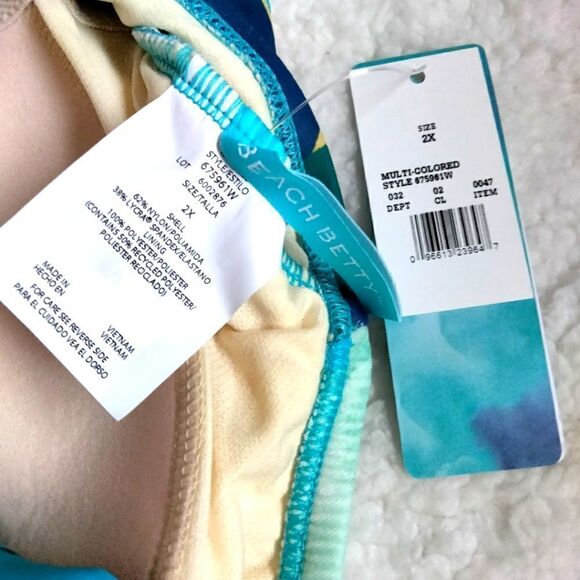 STYLE/ESTILO
675961W
LOT 600287R
SIZE/TALLA
2X
SHELL
62% NYLON/POLIAMIDA
38% LYCRA® SPANDEX/ELASTANO
LINING
100% POLYESTER/POLIESTER
(CONTAINS 50% RECYCLED POLYESTER/
POLIESTER RECICLADO)
MADE IN VIETNAM
HECHO EN VIETNAM
FOR CARE SEE REVERSE SIDE
PARA EL CUIDADO VEA EL DORSO
BEACH BETTY
SIZE
2X
MULTI-COLORED
STYLE 675961W
032 02 0047
DEPT CL ITEM
0 96613 23964 7